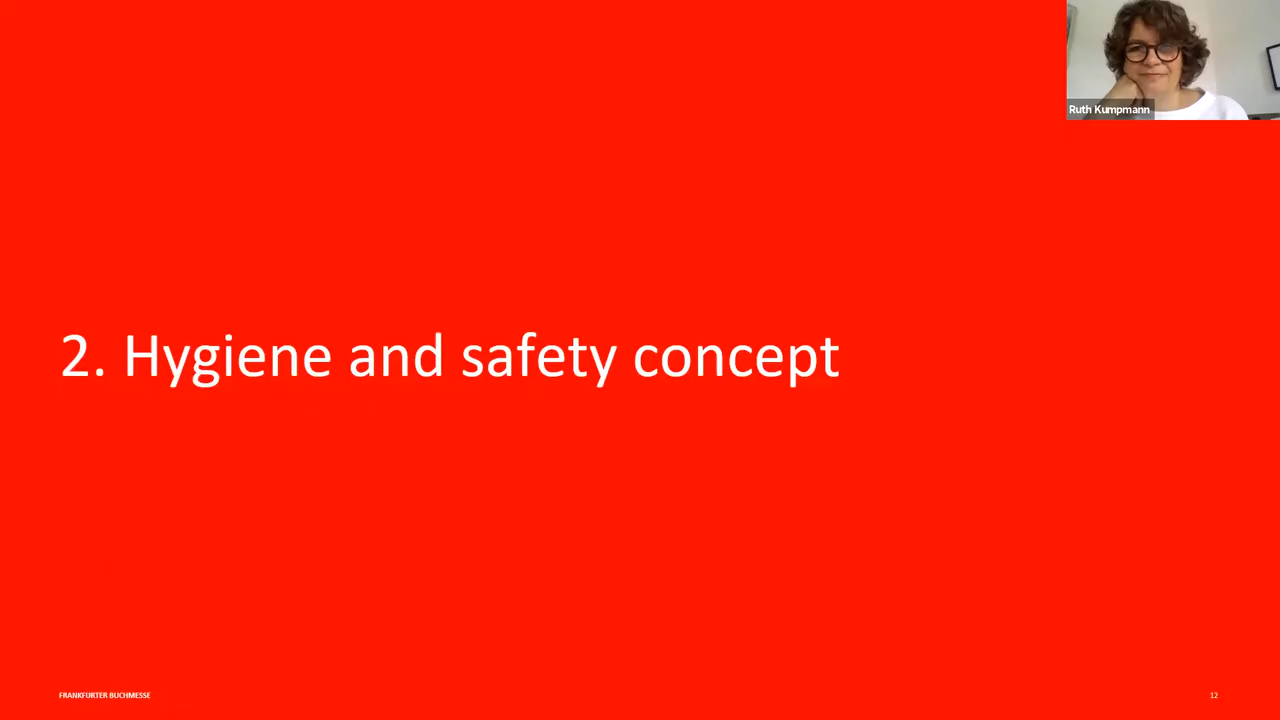 Ruth Kumpmann
2. Hygiene and safety concept
FRANKFURTER BUCHMESSE
12